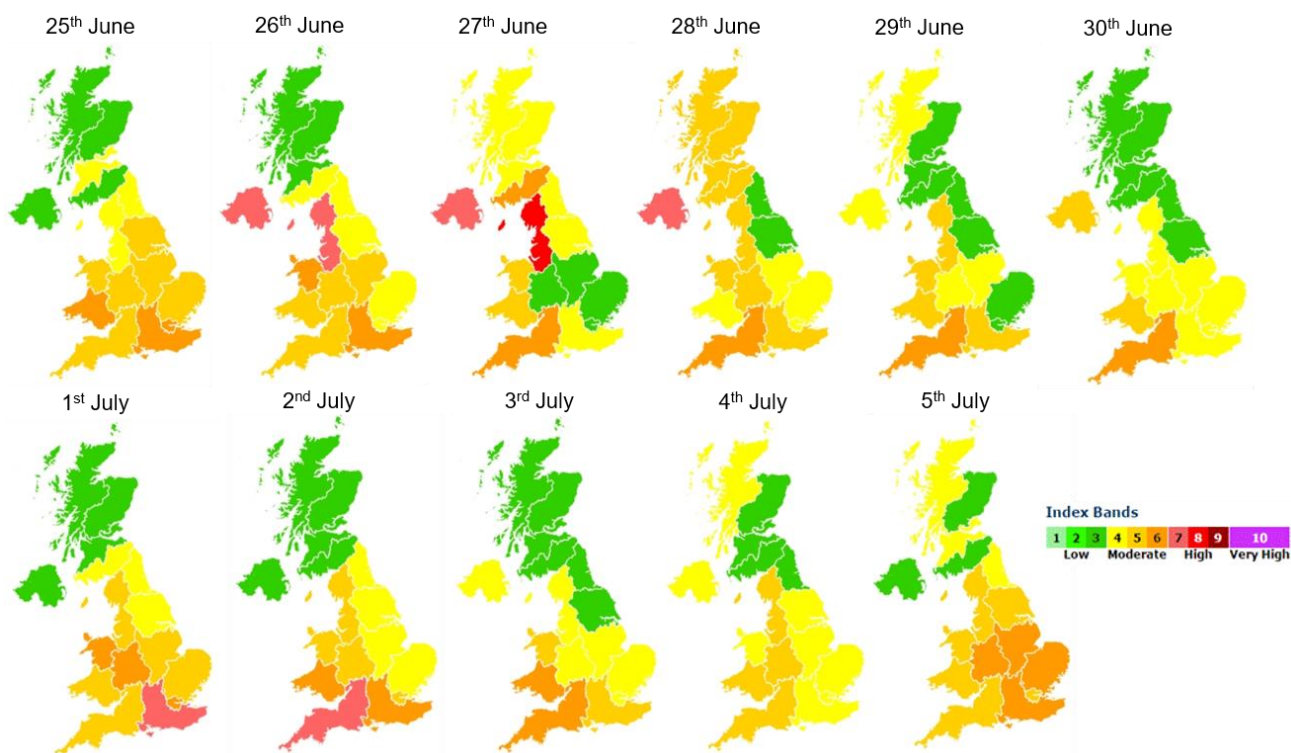 25th June 26th June 27th June 28th June 29th June 30th June
1st July 2nd July 3rd July 4th July 5th July
Index Bands
1 2 3 4 5 6 7 8 9 10
Low Moderate High Very High